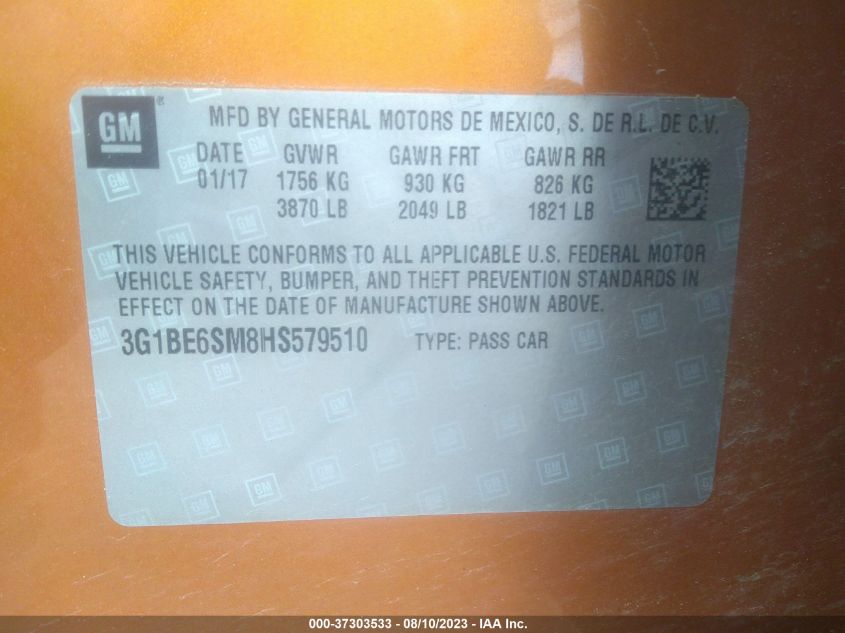 GM ®
MFD BY GENERAL MOTORS DE MEXICO, S. DE R.L. DE C.V.
DATE GVWR GAWR FRT GAWR RR
01/17 1756 KG 930 KG 826 KG
3870 LB 2049 LB 1821 LB
THIS VEHICLE CONFORMS TO ALL APPLICABLE U.S. FEDERAL MOTOR
VEHICLE SAFETY, BUMPER, AND THEFT PREVENTION STANDARDS IN
EFFECT ON THE DATE OF MANUFACTURE SHOWN ABOVE.
3G1BE6SM8HS579510 TYPE: PASS CAR
000-37303533 - 08/10/2023 - IAA Inc.